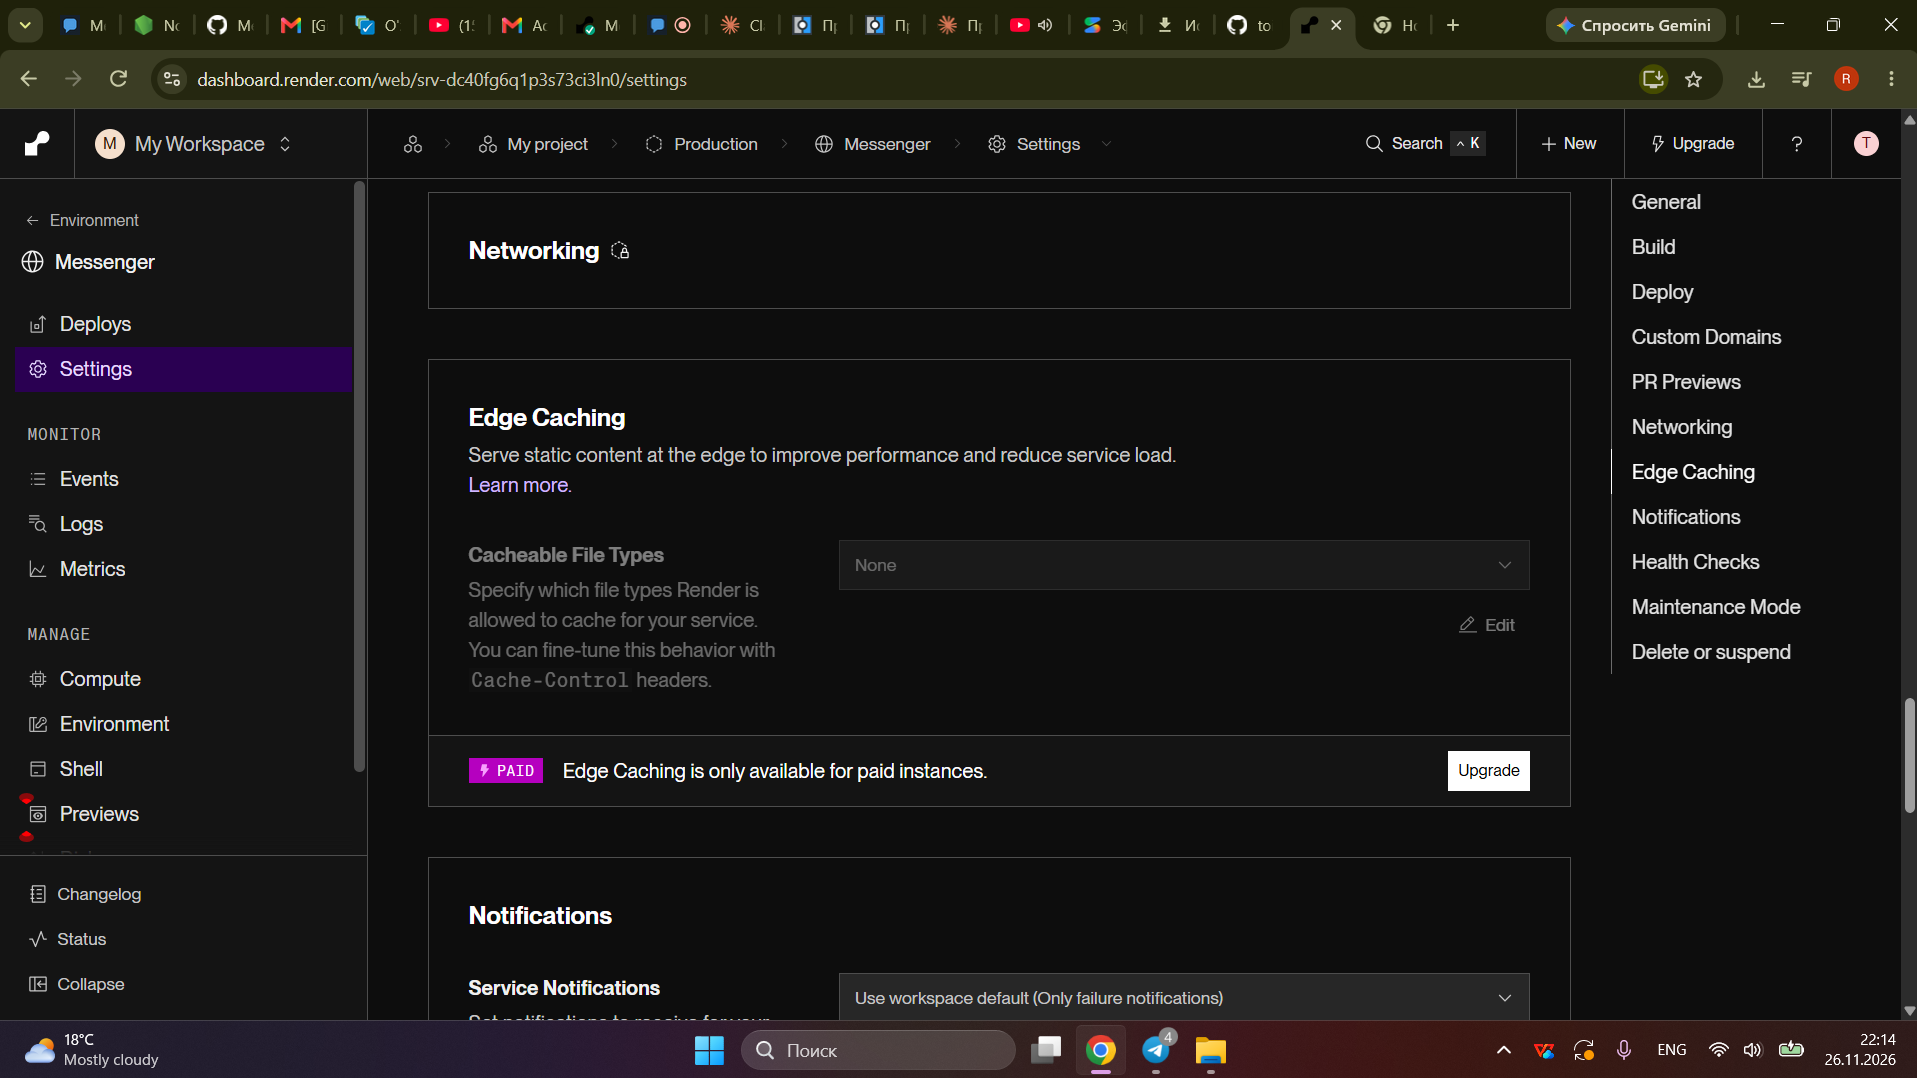 Спросить Gemini
dashboard.render.com/web/srv-dc40fg6q1p3s73ci3ln0/settings
R
M My Workspace
My project
Production
Messenger
Settings
Search
K
New
Upgrade
?
T
Environment
Messenger
Deploys
Settings
MONITOR
Events
Logs
Metrics
MANAGE
Compute
Environment
Shell
Previews
Changelog
Status
Collapse
Networking
Edge Caching
Serve static content at the edge to improve performance and reduce service load.
Learn more.
Cacheable File Types
Specify which file types Render is
allowed to cache for your service.
You can fine-tune this behavior with
Cache-Control headers.
None
Edit
PAID
Edge Caching is only available for paid instances.
Upgrade
Notifications
Service Notifications
Use workspace default (Only failure notifications)
General
Build
Deploy
Custom Domains
PR Previews
Networking
Edge Caching
Notifications
Health Checks
Maintenance Mode
Delete or suspend
18°C
Mostly cloudy
Поиск
4
ENG
22:14
26.11.2026